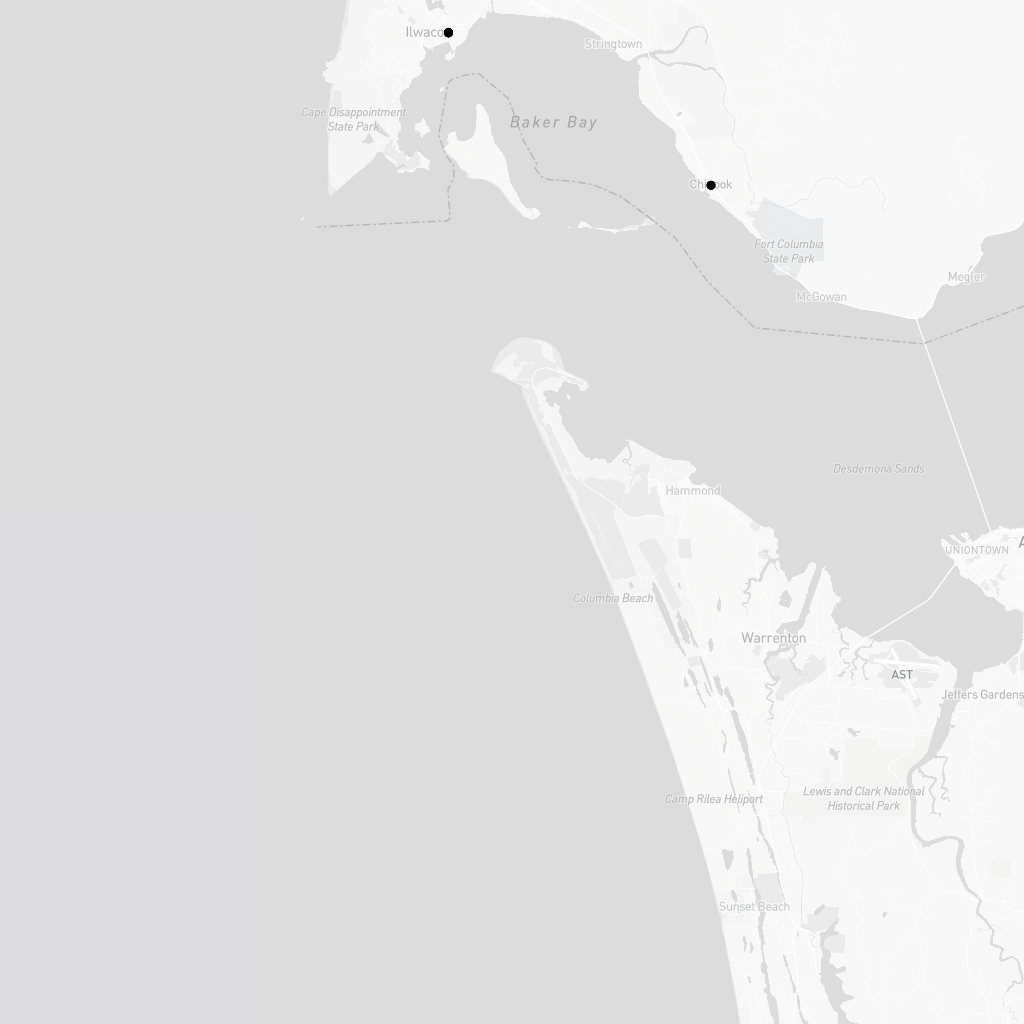 Ilwaco
Stringtown
Cape Disappointment
State Park
Baker Bay
Chinook
Fort Columbia
State Park
Megler
McGowan
Desdemona Sands
Hammond
UNIONTOWN
A
Columbia Beach
Warrenton
AST
Jeffers Gardens
Camp Rilea Heliport
Lewis and Clark National
Historical Park
Sunset Beach